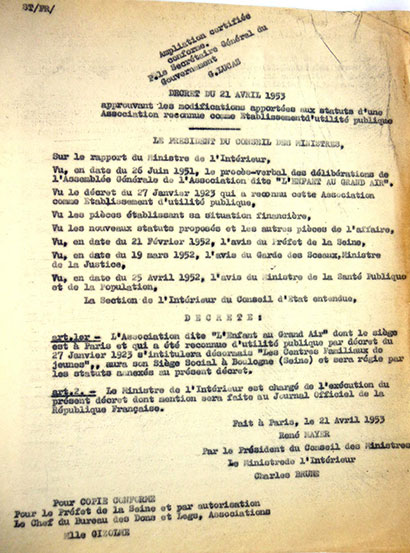 ST/FR/
Ampliation certifiée
conforme.
P.le Secrétaire Général du
Gouvernement
G.LUCAS
DECRET DU 21 AVRIL 1953
approuvant les modifications apportées aux statuts d'une
Association reconnue comme Etablissementd'utilité publique
LE PRESIDENT DU CONSEIL DES MINISTRES,
Sur le rapport du Ministre de l'Intérieur,
Vu, en date du 26 Juin 1951, le procès-verbal des délibérations de
l'Assemblée Générale de l'Association dite "L'ENFANT AU GRAND AIR".
Vu le décret du 27 Janvier 1923 qui a reconnu cette Association
comme Etablissement d'utilité publique,
Vu les pièces établissant sa situation financière,
Vu les nouveaux statuts proposés et les autres pièces de l'affaire,
Vu, en date du 21 Février 1952, l'avis du Préfet de la Seine,
Vu, en date du 19 mars 1952, l'avis du Garde des Sceaux,Ministre
de la Justice,
Vu, en date du 25 Avril 1952, l'avis du Ministre de la Santé Publique
et de la Population,
La Section de l'Intérieur du Conseil d'Etat entendue,
D E C R E T E :
art.1er - L'Association dite "L'Enfant au Grand Air" dont le siège
est à Paris et qui a été reconnue d'utilité publique par décret du
27 Janvier 1923 s'intitulera désormais "Les Centres Familiaux de
jeunes",, aura son Siège Social à Boulogne (Seine) et sera régie par
les statuts annexés au présent décret.
art.2. - Le Ministre de l'Intérieur est chargé de l'exécution du
présent décret dont mention sera faite au Journal Officiel de la
République Française.
Fait à Paris, le 21 Avril 1953
René MAYER
Par le Président du Conseil des Ministres
Le Ministrede l'Intérieur
Charles BRUNE
Pour COPIE CONFORME
Pour le Préfet de la Seine et par autorisation
Le Chef du Bureau des Dons et Legs, Associations
Mlle